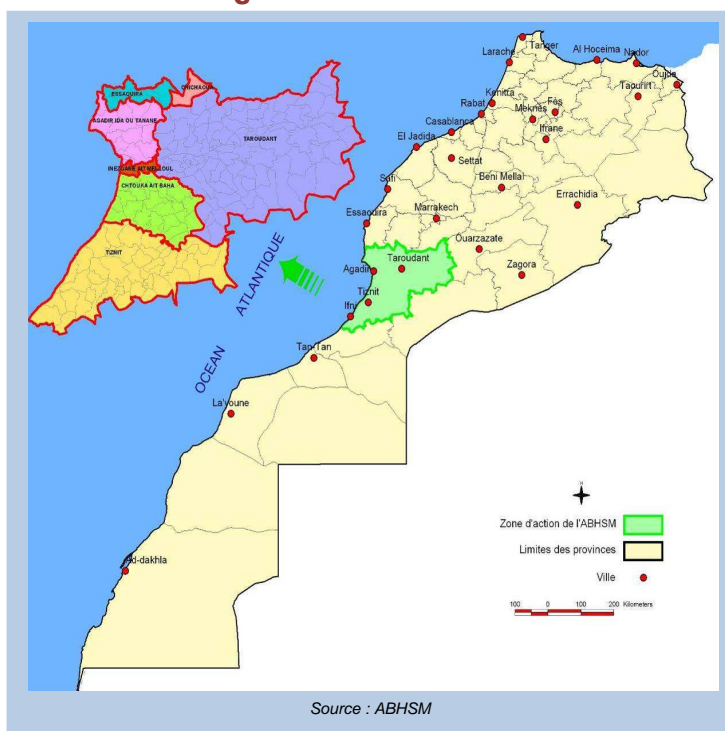 ESSAOUIRA
CHICHAOUA
AGADIR IDA OU TANANE
TAROUDANT
INEZGANE AIT MELLOUL
CHTOUKA AIT BAHA
TIZNIT
OCEAN ATLANTIQUE
Tanger
Larache
Al Hoceima
Nador
Oujda
Taourirt
Kenitra
Rabat
Fès
Meknès
Ifrane
Casablanca
El Jadida
Settat
Safi
Beni Mellal
Errachidia
Essaouira
Marrakech
Ouarzazate
Agadir
Taroudant
Zagora
Tiznit
Ifni
Tan-Tan
La'youne
Ad-dakhla
N
Zone d'action de l'ABHSM
Limites des provinces
Ville
100 0 100 200 Kilometers
Source : ABHSM